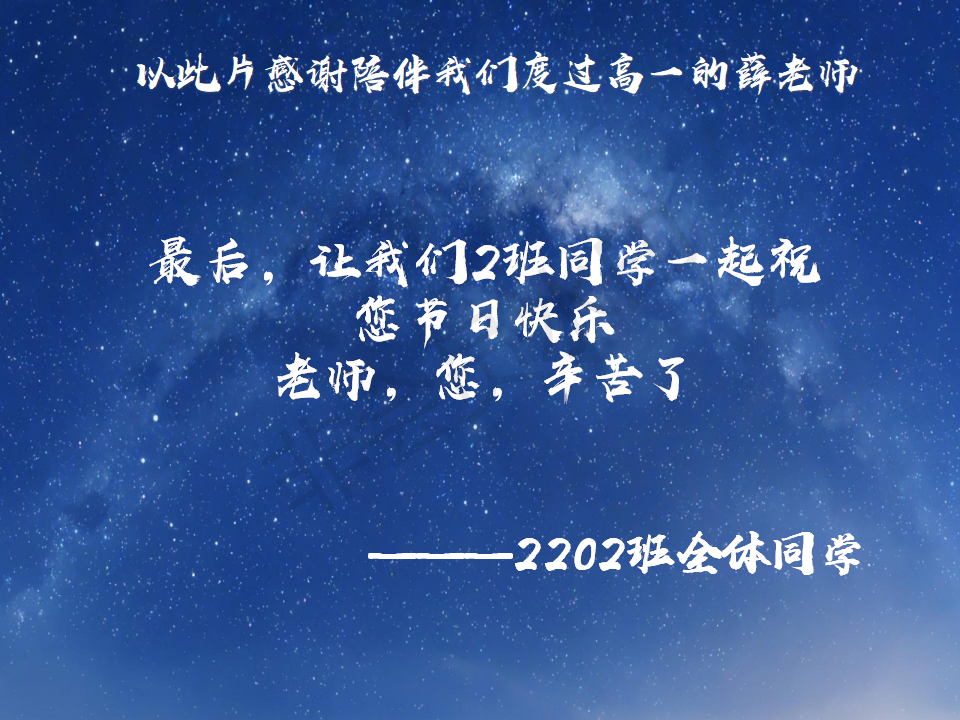 以此片感谢陪伴我们度过高一的薛老师
最后，让我们2班同学一起祝
您节日快乐
老师，您，辛苦了
———2202班全体同学